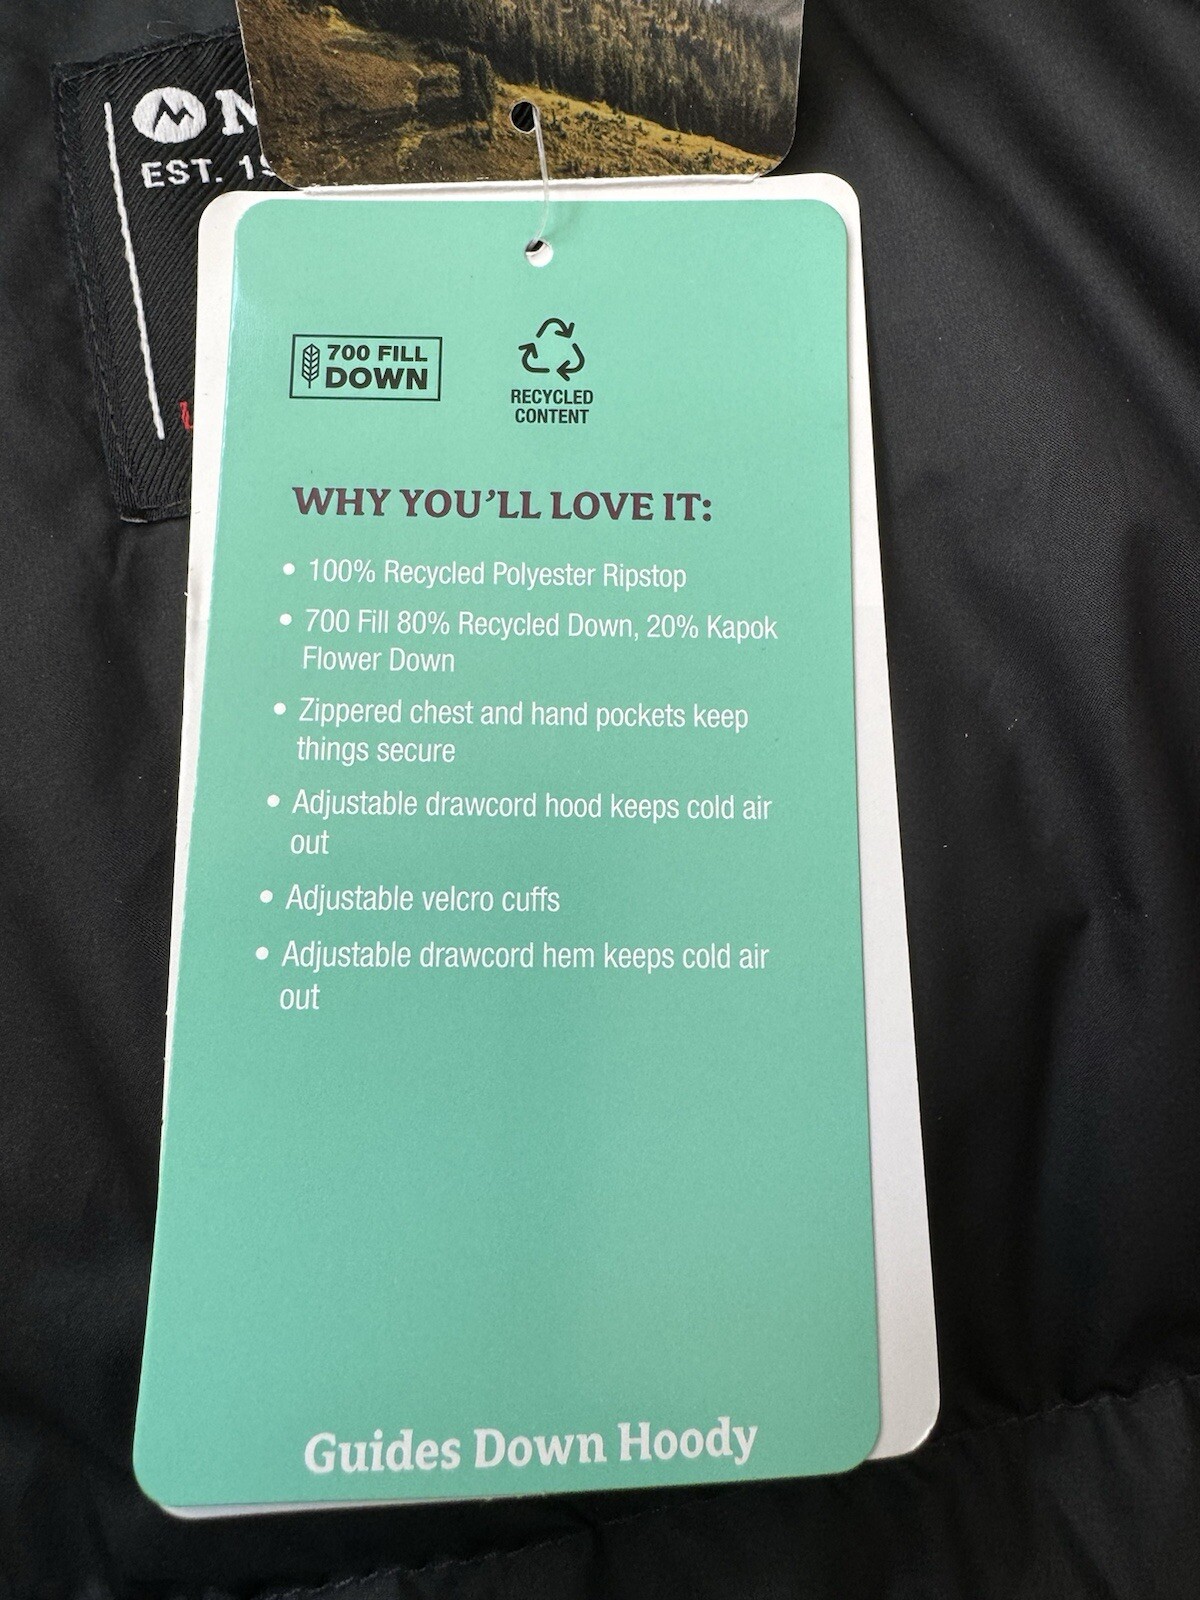 EST.
700 FILL
DOWN
RECYCLED
CONTENT
WHY YOU'LL LOVE IT:
• 100% Recycled Polyester Ripstop
• 700 Fill 80% Recycled Down, 20% Kapok
Flower Down
• Zippered chest and hand pockets keep
things secure
• Adjustable drawcord hood keeps cold air
out
• Adjustable velcro cuffs
• Adjustable drawcord hem keeps cold air
out
Guides Down Hoody